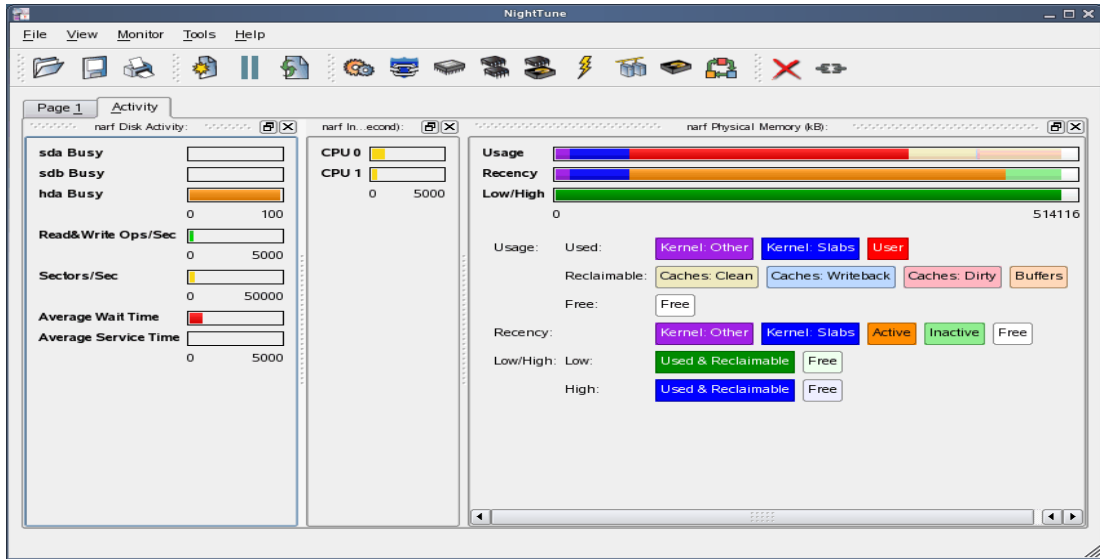 NightTune
File View Monitor Tools Help
Page 1 Activity
narf Disk Activity:
sda Busy
sdb Busy
hda Busy
0 100
Read&Write Ops/Sec
0 5000
Sectors/Sec
0 50000
Average Wait Time
Average Service Time
0 5000
narf In...econd):
CPU 0
CPU 1
0 5000
narf Physical Memory (kB):
Usage
Recency
Low/High
0 514116
Usage: Used: Kernel: Other Kernel: Slabs User
Reclaimable: Caches: Clean Caches: Writeback Caches: Dirty Buffers
Free: Free
Recency: Kernel: Other Kernel: Slabs Active Inactive Free
Low/High: Low: Used & Reclaimable Free
High: Used & Reclaimable Free